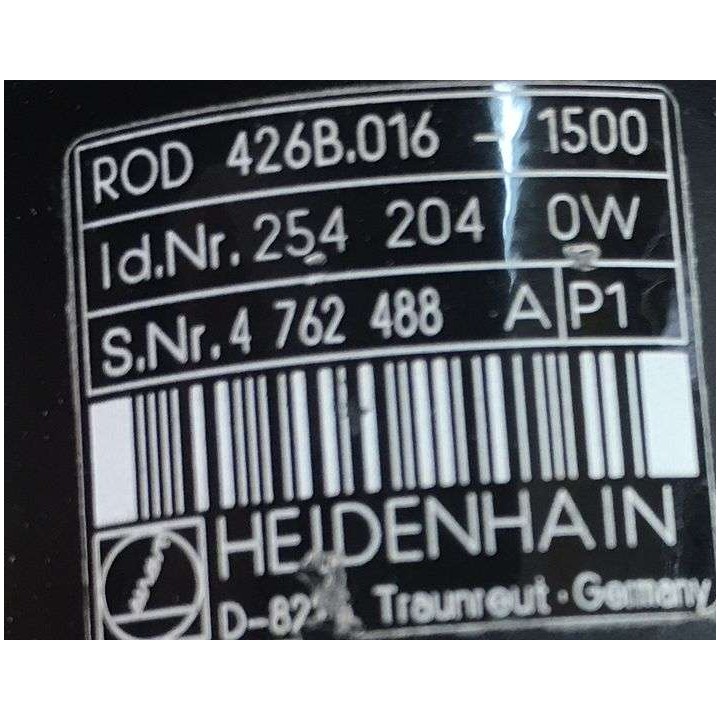 ROD 426B.016 - 1500
Id.Nr. 254 204 0W
S.Nr. 4 762 488 A P1
HEIDENHAIN
Traunreut · Germany